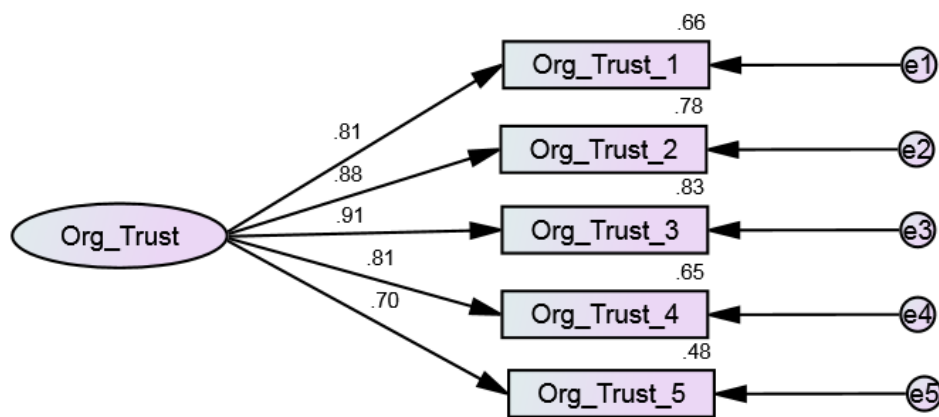 .66
Org_Trust_1
e1
.81
.78
Org_Trust_2
e2
.88
.83
Org_Trust_3
e3
.91
Org_Trust
.65
Org_Trust_4
e4
.81
.48
Org_Trust_5
e5
.70